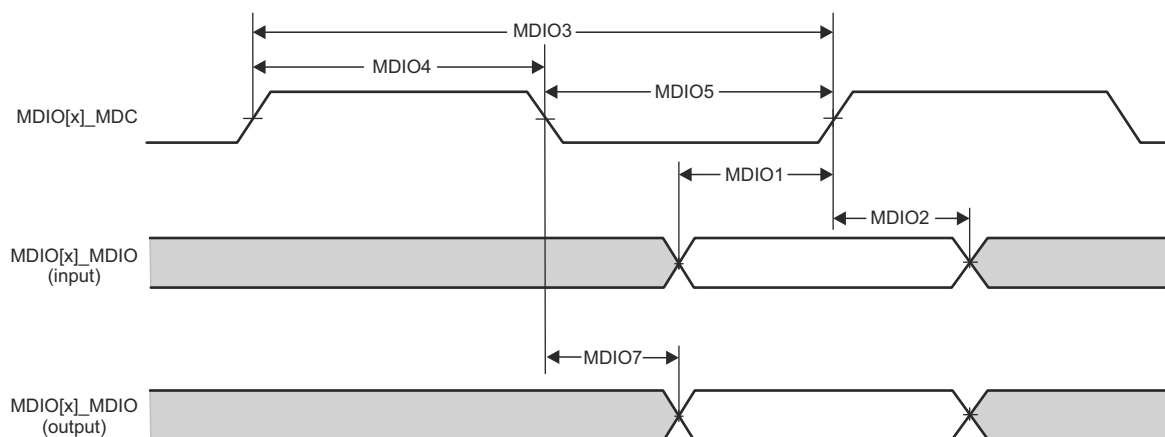 MDIO3
MDIO4
MDIO5
MDIO[x]_MDC
MDIO1
MDIO2
MDIO[x]_MDIO
(input)
MDIO7
MDIO[x]_MDIO
(output)